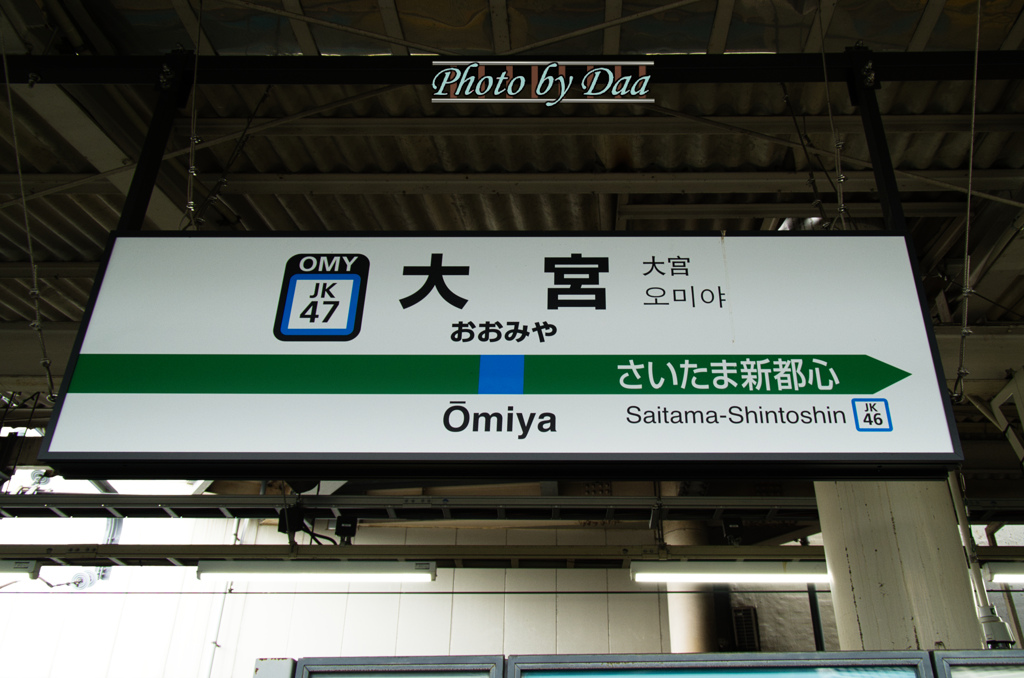 Photo by Daa
OMY
JK
47
大宮
おおみや
大宮
오미야
さいたま新都心
Ōmiya
Saitama-Shintoshin
JK
46